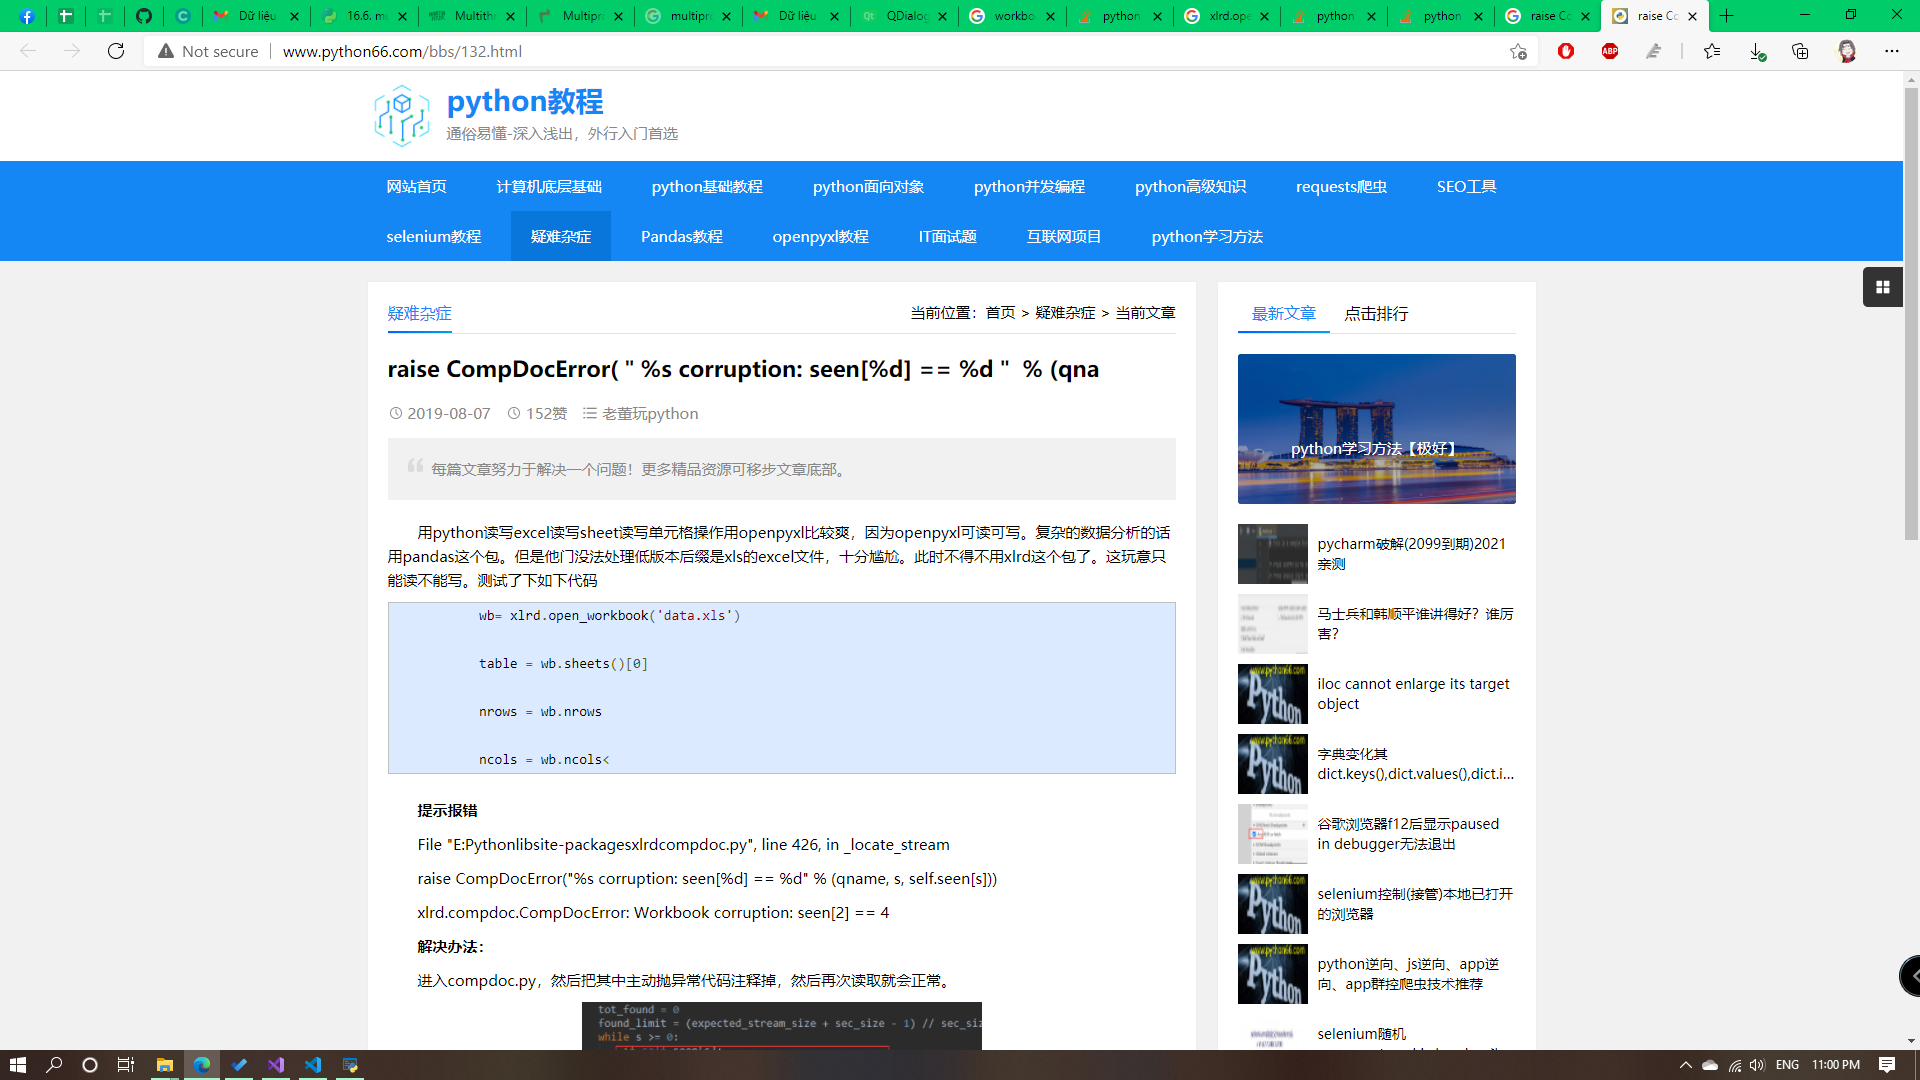 Dữ liệu
16.6. mu
Multithr
Multipro
multipro
Dữ liệu
QDialog
workbo
python
xlrd.ope
python
python
raise Co
raise Co
Not secure
www.python66.com/bbs/132.html
python教程
通俗易懂-深入浅出，外行入门首选
网站首页 计算机底层基础 python基础教程 python面向对象 python并发编程 python高级知识 requests爬虫 SEO工具
selenium教程 疑难杂症 Pandas教程 openpyxl教程 IT面试题 互联网项目 python学习方法
疑难杂症
当前位置：首页 > 疑难杂症 > 当前文章
raise CompDocError( " %s corruption: seen[%d] == %d " % (qna
2019-08-07 152赞 老董玩python
每篇文章努力于解决一个问题！更多精品资源可移步文章底部。
用python读写excel读写sheet读写单元格操作用openpyxl比较爽，因为openpyxl可读可写。复杂的数据分析的话
用pandas这个包。但是他门没法处理低版本后缀是xls的excel文件，十分尴尬。此时不得不用xlrd这个包了。这玩意只
能读不能写。测试了下如下代码
wb= xlrd.open_workbook('data.xls')
table = wb.sheets()[0]
nrows = wb.nrows
ncols = wb.ncols<
提示报错
File "E:Pythonlibsite-packagesxlrdcompdoc.py", line 426, in _locate_stream
raise CompDocError("%s corruption: seen[%d] == %d" % (qname, s, self.seen[s]))
xlrd.compdoc.CompDocError: Workbook corruption: seen[2] == 4
解决办法：
进入compdoc.py，然后把其中主动抛异常代码注释掉，然后再次读取就会正常。
tot_found = 0
found_limit = (expected_stream_size + sec_size - 1) // sec_siz
while s >= 0:
最新文章 点击排行
python学习方法【极好】
pycharm破解(2099到期)2021
亲测
马士兵和韩顺平谁讲得好？谁厉
害？
www.python66.com
Python
iloc cannot enlarge its target
object
www.python66.com
Python
字典变化其
dict.keys(),dict.values(),dict.i...
谷歌浏览器f12后显示paused
in debugger无法退出
www.python66.com
Python
selenium控制(接管)本地已打开
的浏览器
www.python66.com
Python
python逆向、js逆向、app逆
向、app群控爬虫技术推荐
selenium随机
ENG
11:00 PM